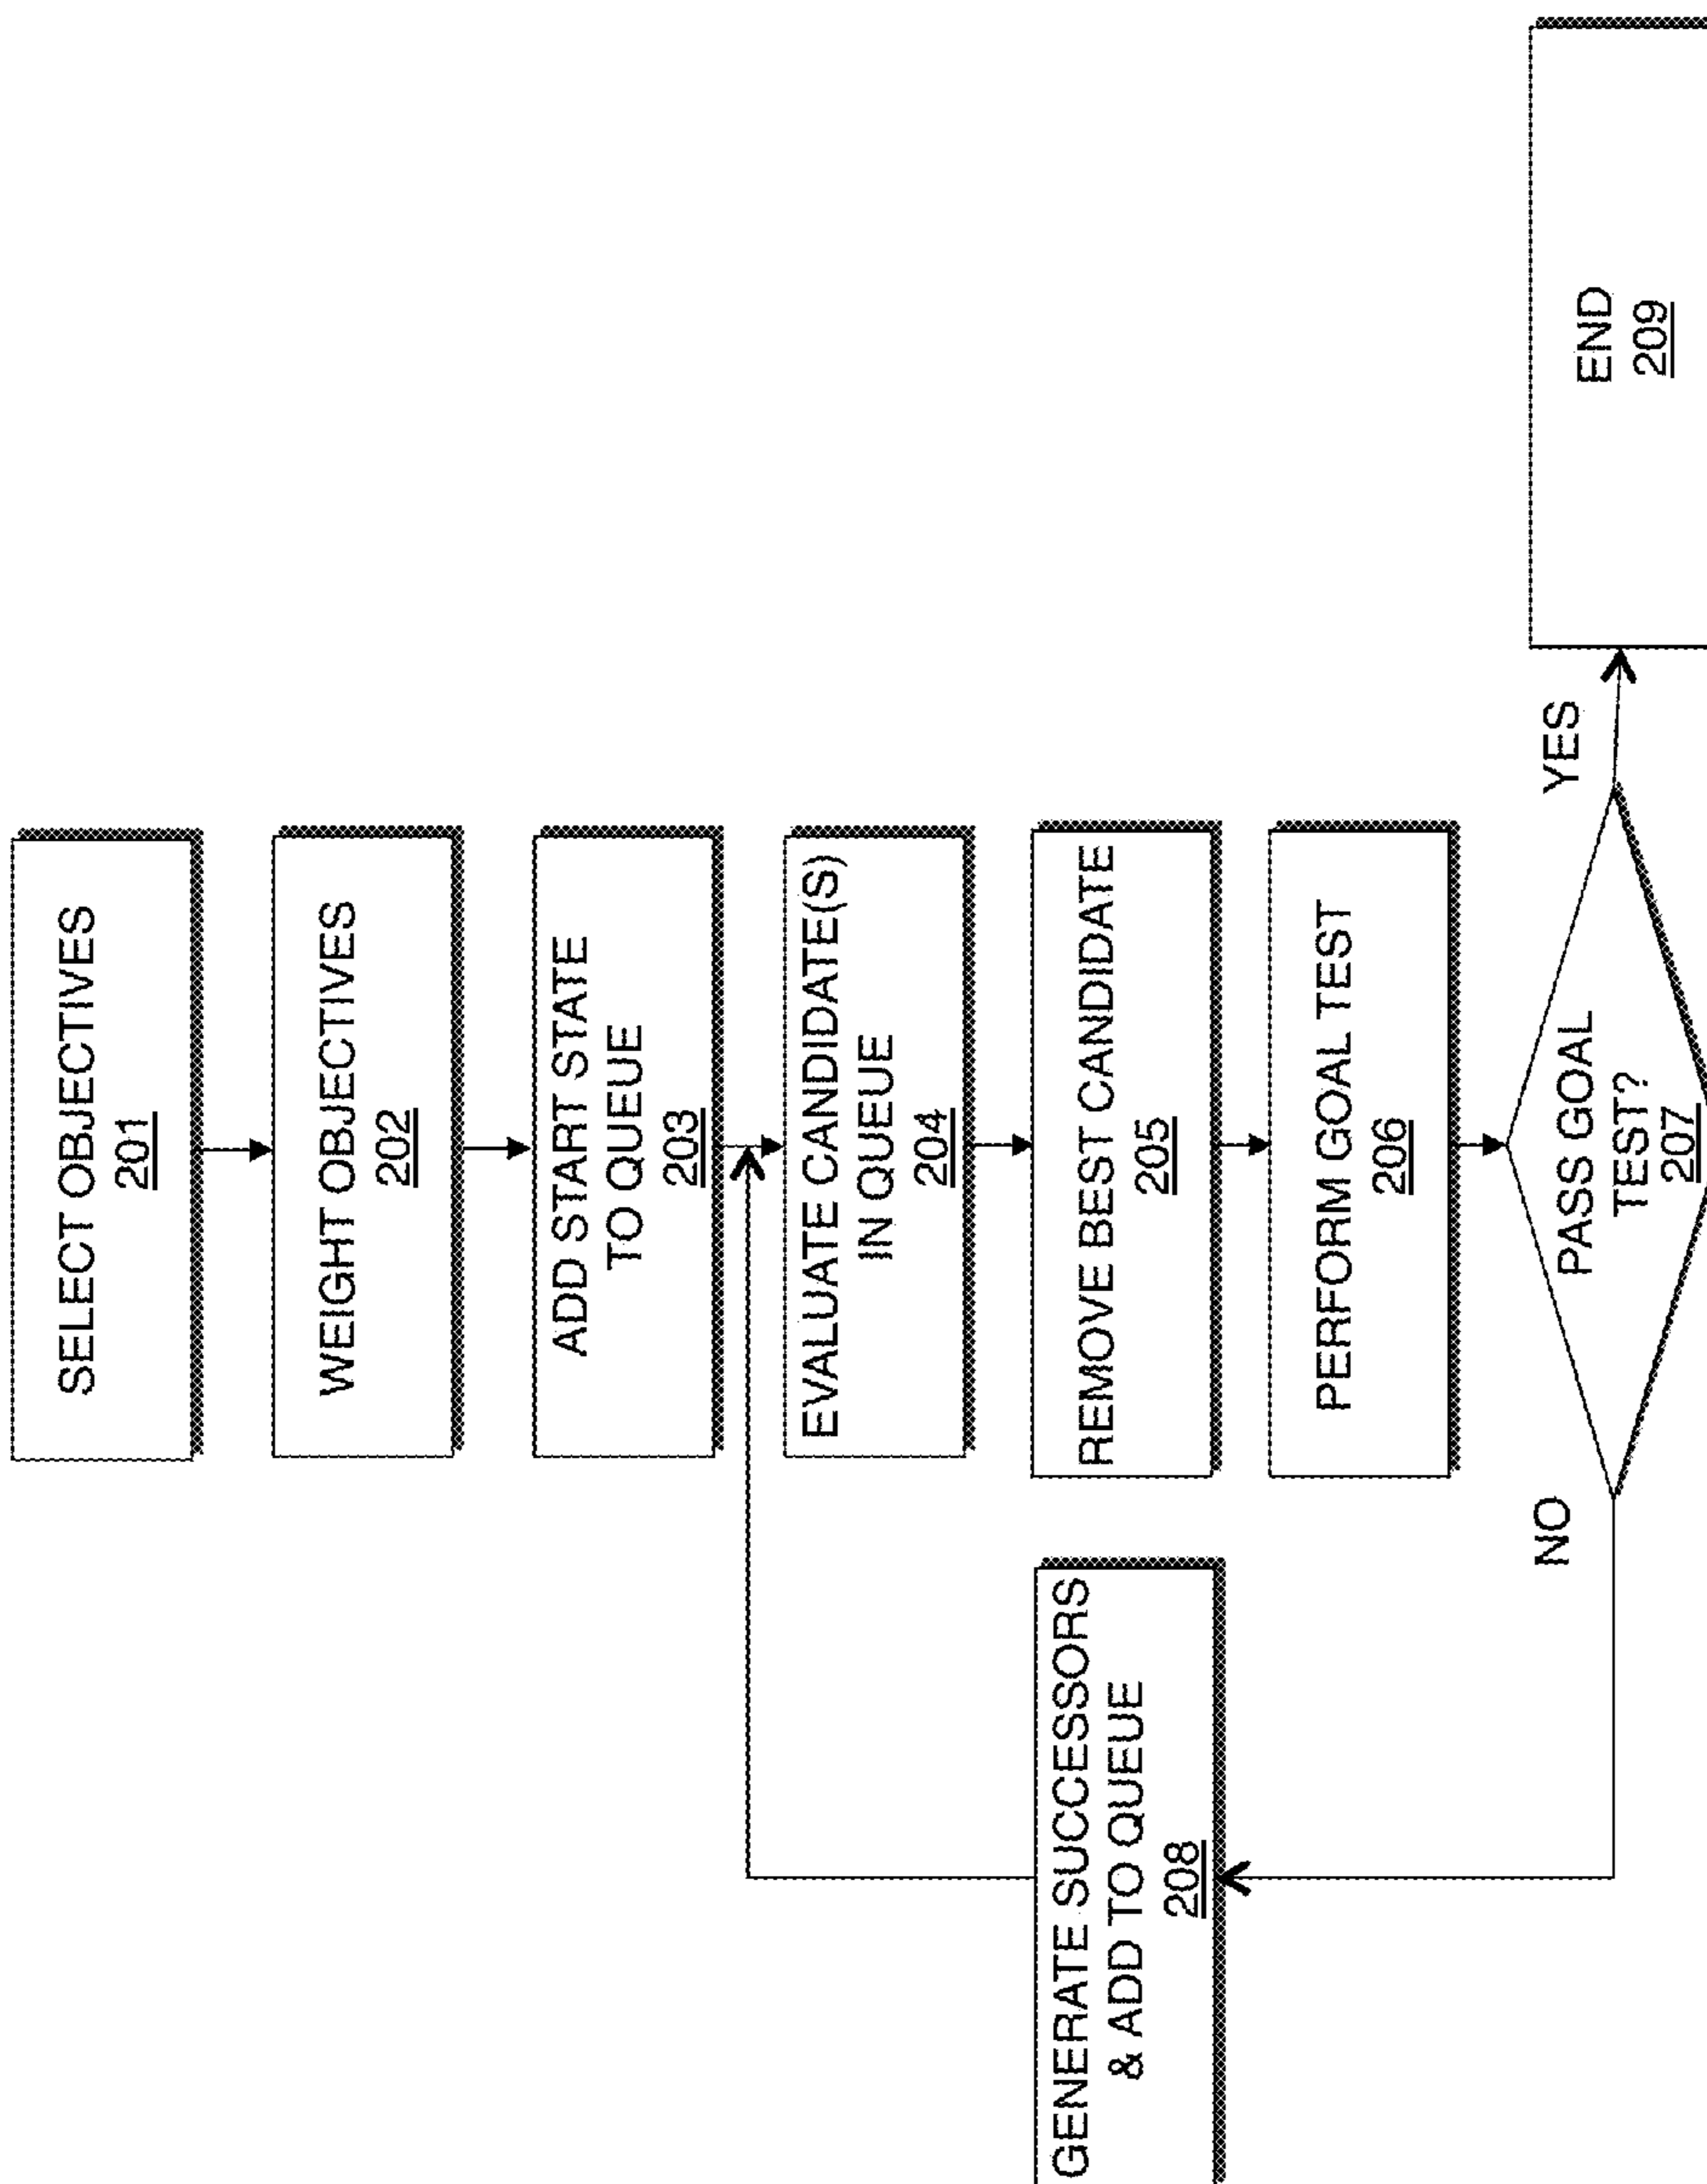 SELECT OBJECTIVES
201
WEIGHT OBJECTIVES
202
ADD START STATE
TO QUEUE
203
EVALUATE CANDIDATE(S)
IN QUEUE
204
REMOVE BEST CANDIDATE
205
PERFORM GOAL TEST
206
PASS GOAL
TEST?
207
NO
YES
GENERATE SUCCESSORS
& ADD TO QUEUE
208
END
209